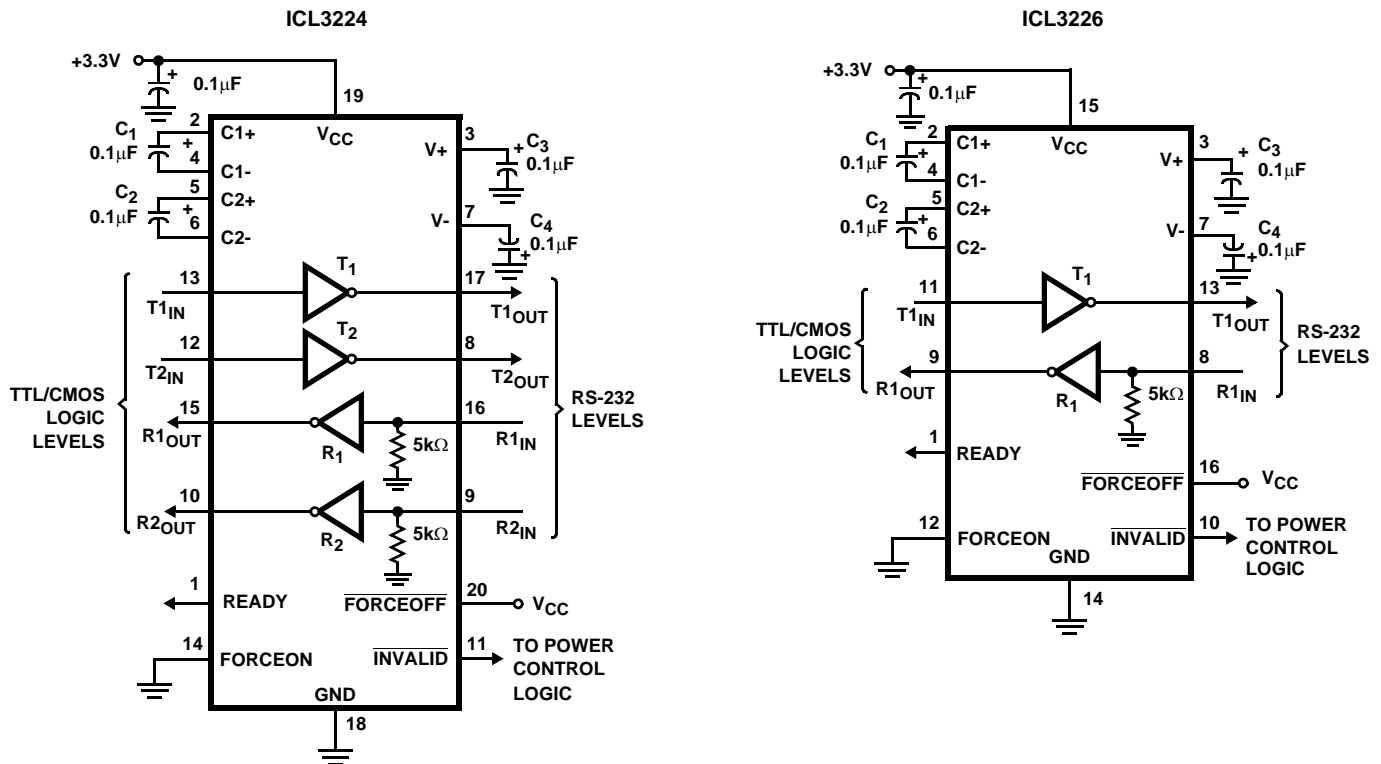 ICL3224
+3.3V
+
0.1μF
19
2
C1+
VCC
3
C1
0.1μF
+
4
C1-
V+
+
C3
0.1μF
5
C2
0.1μF
C2+
+
6
C2-
7
V-
C4
0.1μF
+
T1
13
17
T1IN
T1OUT
T2
12
8
T2IN
T2OUT
TTL/CMOS
LOGIC
LEVELS
RS-232
LEVELS
15
16
R1OUT
R1
5kΩ
R1IN
10
9
R2OUT
R2
5kΩ
R2IN
1
READY
FORCEOFF
20
VCC
14
FORCEON
INVALID
11
TO POWER
CONTROL
LOGIC
GND
18
ICL3226
+3.3V
+
0.1μF
15
2
C1+
VCC
3
C1
0.1μF
+
4
C1-
V+
+
C3
0.1μF
5
C2
0.1μF
C2+
+
6
C2-
7
V-
C4
0.1μF
+
T1
11
13
T1IN
T1OUT
TTL/CMOS
LOGIC
LEVELS
RS-232
LEVELS
9
8
R1OUT
R1
5kΩ
R1IN
1
READY
FORCEOFF
16
VCC
12
FORCEON
INVALID
10
TO POWER
CONTROL
LOGIC
GND
14